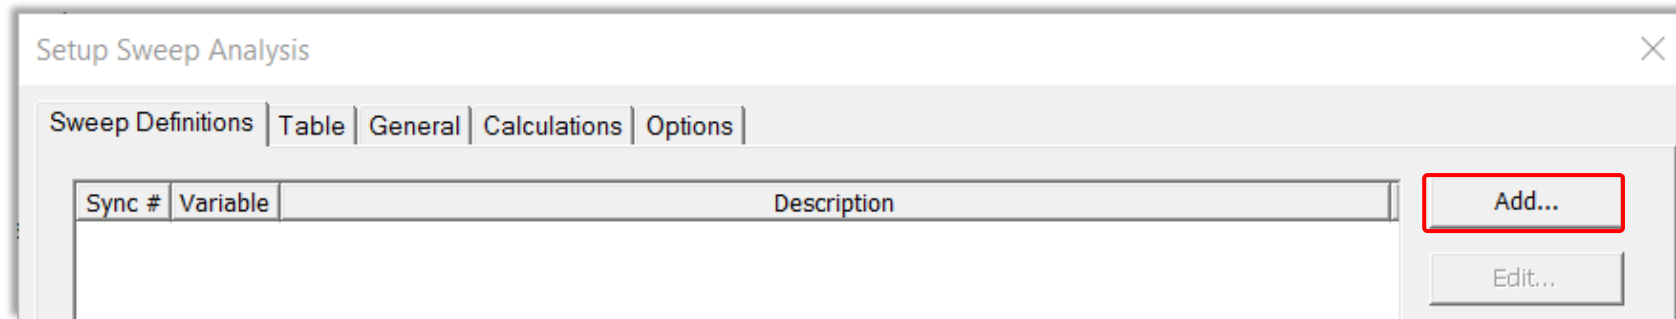 Setup Sweep Analysis
Sweep Definitions Table General Calculations Options
Sync # Variable Description Add...
Edit...